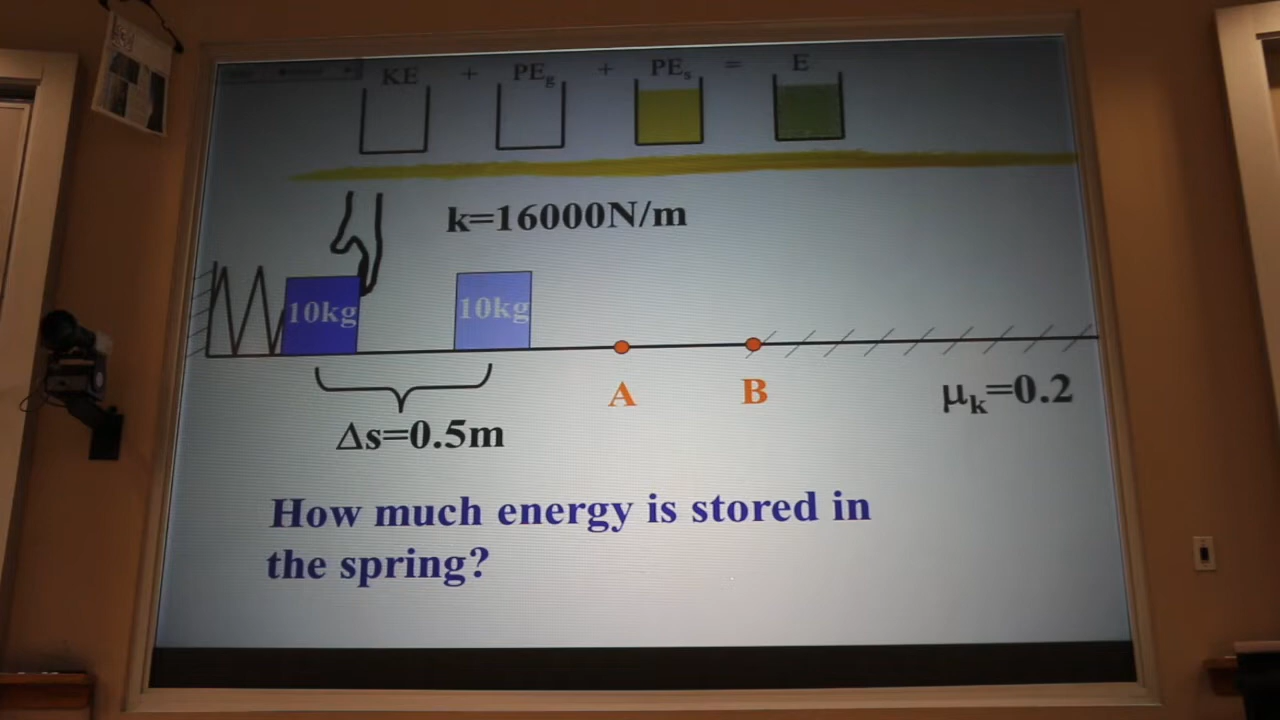 KE + PEg + PEs = E
k=16000N/m
10kg 10kg
A B
μk=0.2
Δs=0.5m
How much energy is stored in
the spring?